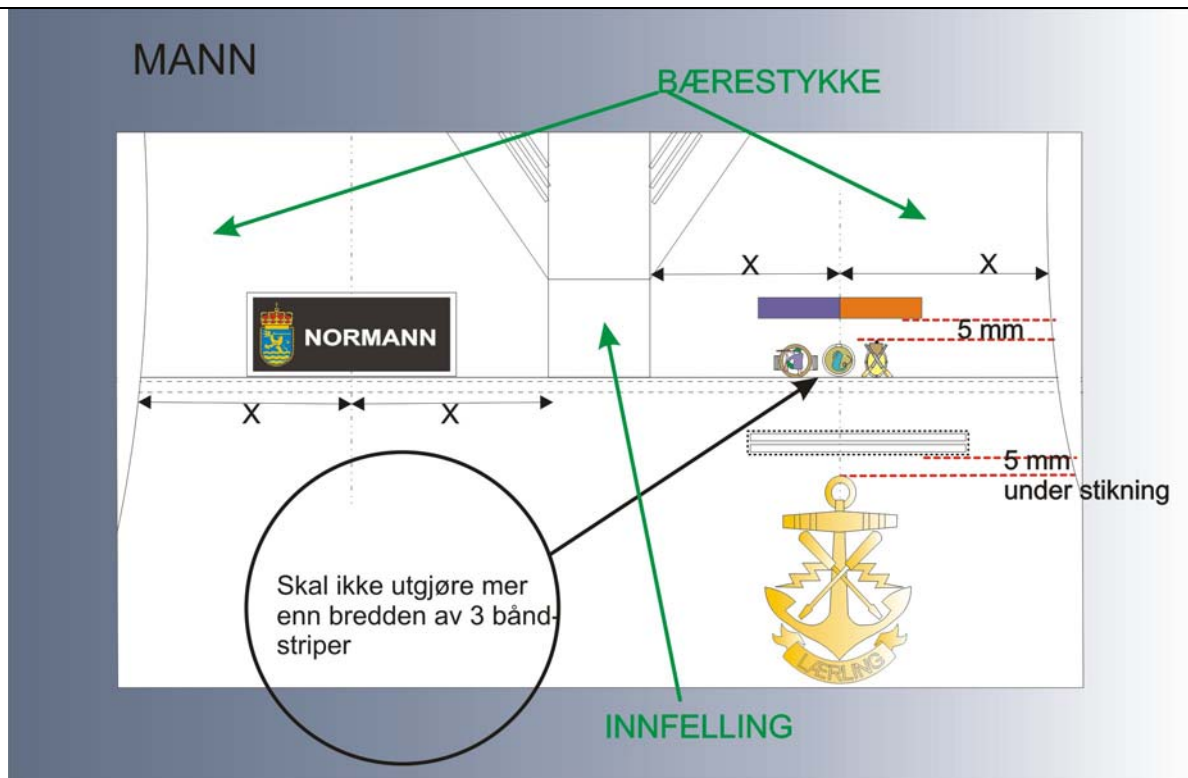 MANN
BÆRESTYKKE
X
X
5 mm
NORMANN
X
X
5 mm
under stikning
Skal ikke utgjøre mer
enn bredden av 3 bånd-
striper
LÆRLING
INNFELLING